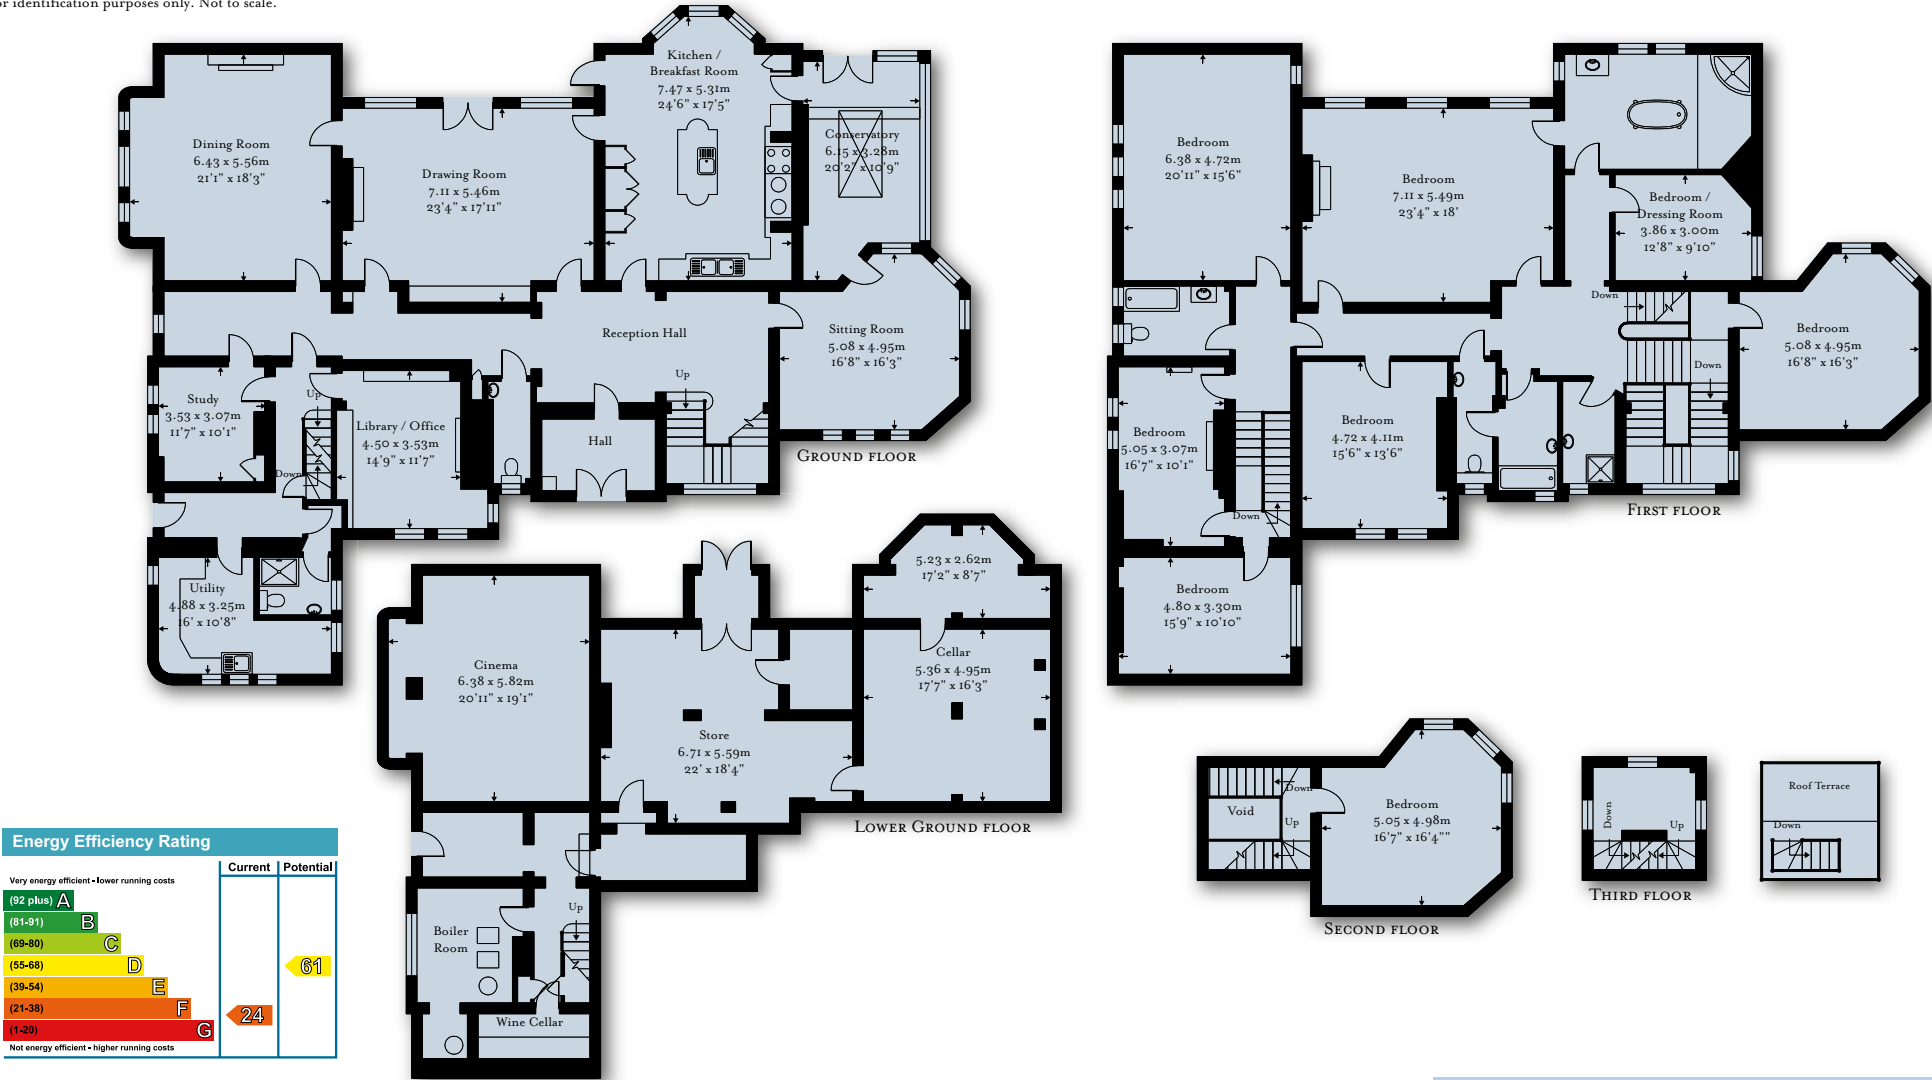 or identification purposes only. Not to scale.
Dining Room
6.43 x 5.56m
21'1" x 18'3"
Drawing Room
7.11 x 5.46m
23'4" x 17'11"
Kitchen /
Breakfast Room
7.47 x 5.31m
24'6" x 17'5"
Conservatory
6.15 x 3.28m
20'2" x 10'9"
Reception Hall
Sitting Room
5.08 x 4.95m
16'8" x 16'3"
Study
3.53 x 3.07m
11'7" x 10'1"
Up
Down
Library / Office
4.50 x 3.53m
14'9" x 11'7"
Hall
Up
Utility
4.88 x 3.25m
16' x 10'8"
Ground floor
Bedroom
6.38 x 4.72m
20'11" x 15'6"
Bedroom
7.11 x 5.49m
23'4" x 18'
Bedroom /
Dressing Room
3.86 x 3.00m
12'8" x 9'10"
Down
Down
Bedroom
5.08 x 4.95m
16'8" x 16'3"
Bedroom
5.05 x 3.07m
16'7" x 10'1"
Down
Bedroom
4.72 x 4.11m
15'6" x 13'6"
Bedroom
4.80 x 3.30m
15'9" x 10'10"
First floor
Cinema
6.38 x 5.82m
20'11" x 19'1"
Store
6.71 x 5.59m
22' x 18'4"
5.23 x 2.62m
17'2" x 8'7"
Cellar
5.36 x 4.95m
17'7" x 16'3"
Lower Ground floor
Up
Boiler
Room
Wine Cellar
Void
Down
Up
Bedroom
5.05 x 4.98m
16'7" x 16'4""
Second floor
Down
Up
Third floor
Roof Terrace
Down
Energy Efficiency Rating
Current Potential
Very energy efficient - lower running costs
(92 plus) A
(81-91) B
(69-80) C
(55-68) D
61
(39-54) E
(21-38) F
24
(1-20) G
Not energy efficient - higher running costs